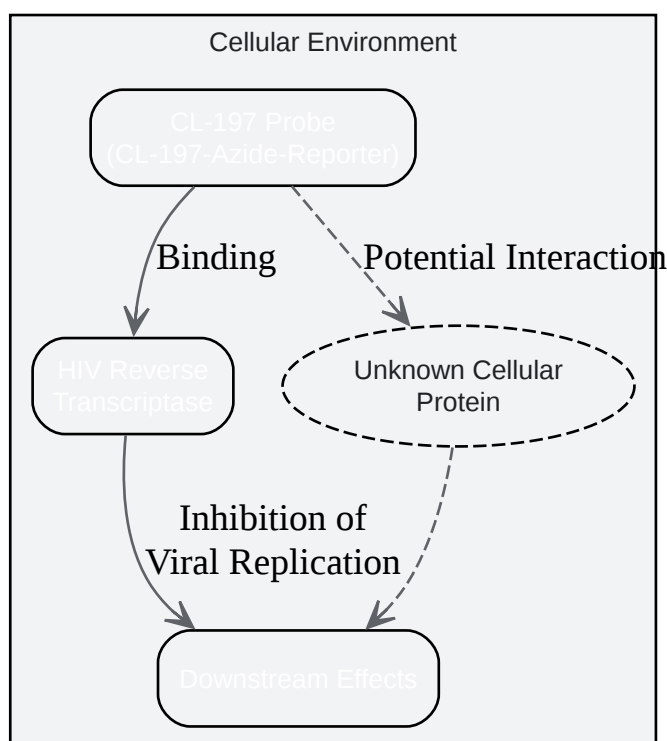 Cellular Environment
CL-197 Probe
(CL-197-Azide-Reporter)
Binding
Potential Interaction
HIV Reverse
Transcriptase
Unknown Cellular
Protein
Inhibition of
Viral Replication
Downstream Effects